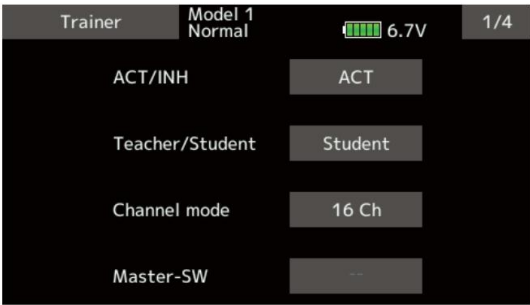 Trainer
Model 1
Normal
6.7V
1/4
ACT/INH ACT
Teacher/Student Student
Channel mode 16 Ch
Master-SW --